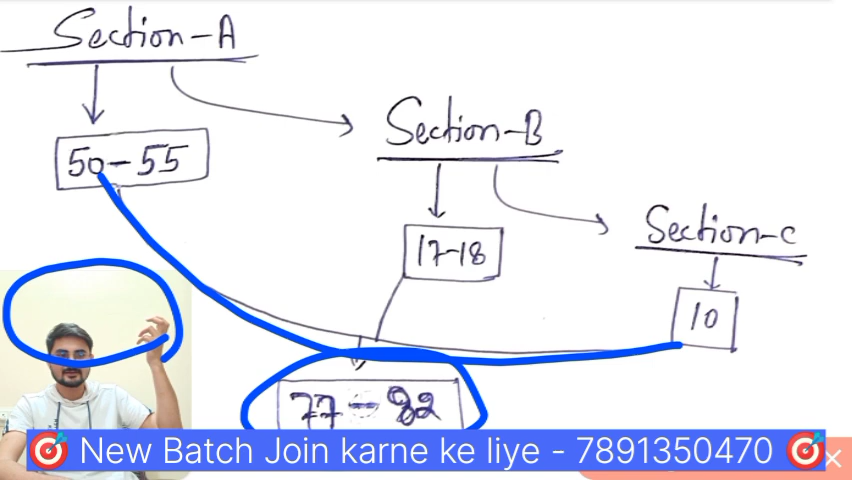 Section-A
50-55
Section-B
17-18
Section-C
10
77-82
🎯 New Batch Join karne ke liye - 7891350470 🎯